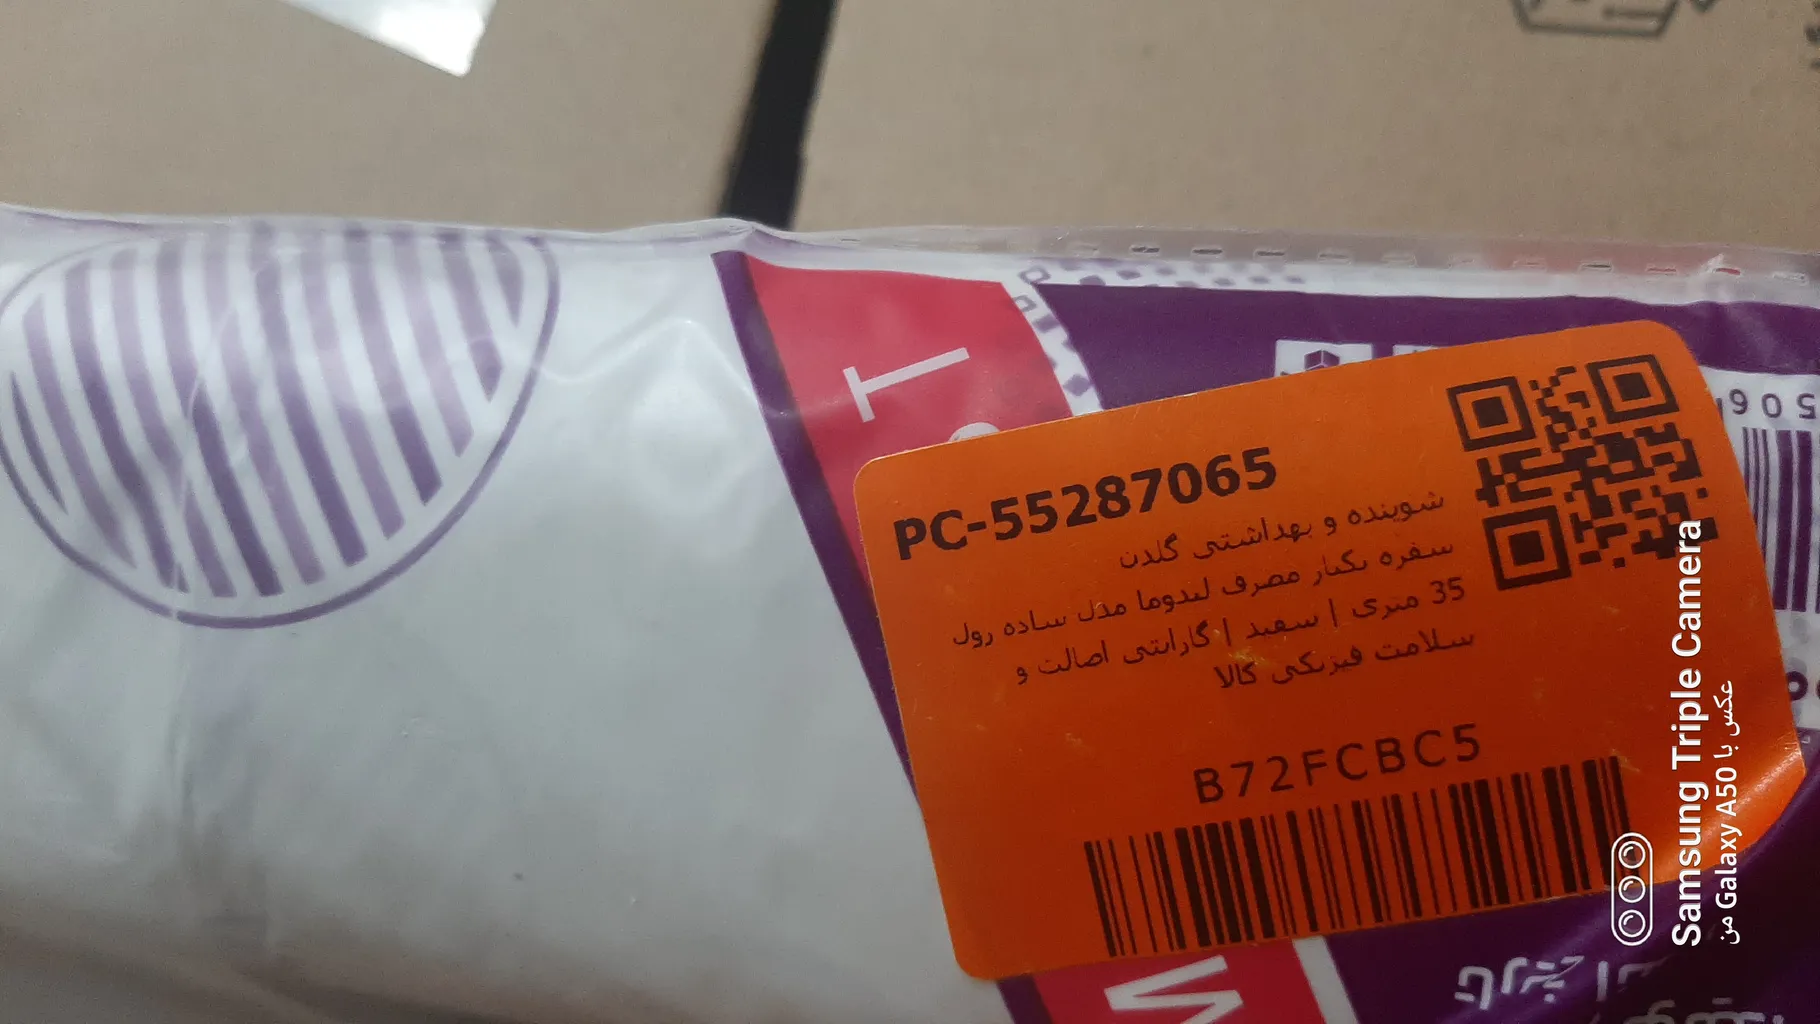 PC-55287065
شوینده و بهداشتی گلدن
سفره یکبار مصرف لیدوما مدل ساده رول
35 متری | سفید | گارانتی اصالت و
سلامت فیزیکی کالا
B72FCBC5
506
T
M
Samsung Triple Camera
عکس با Galaxy A50 من